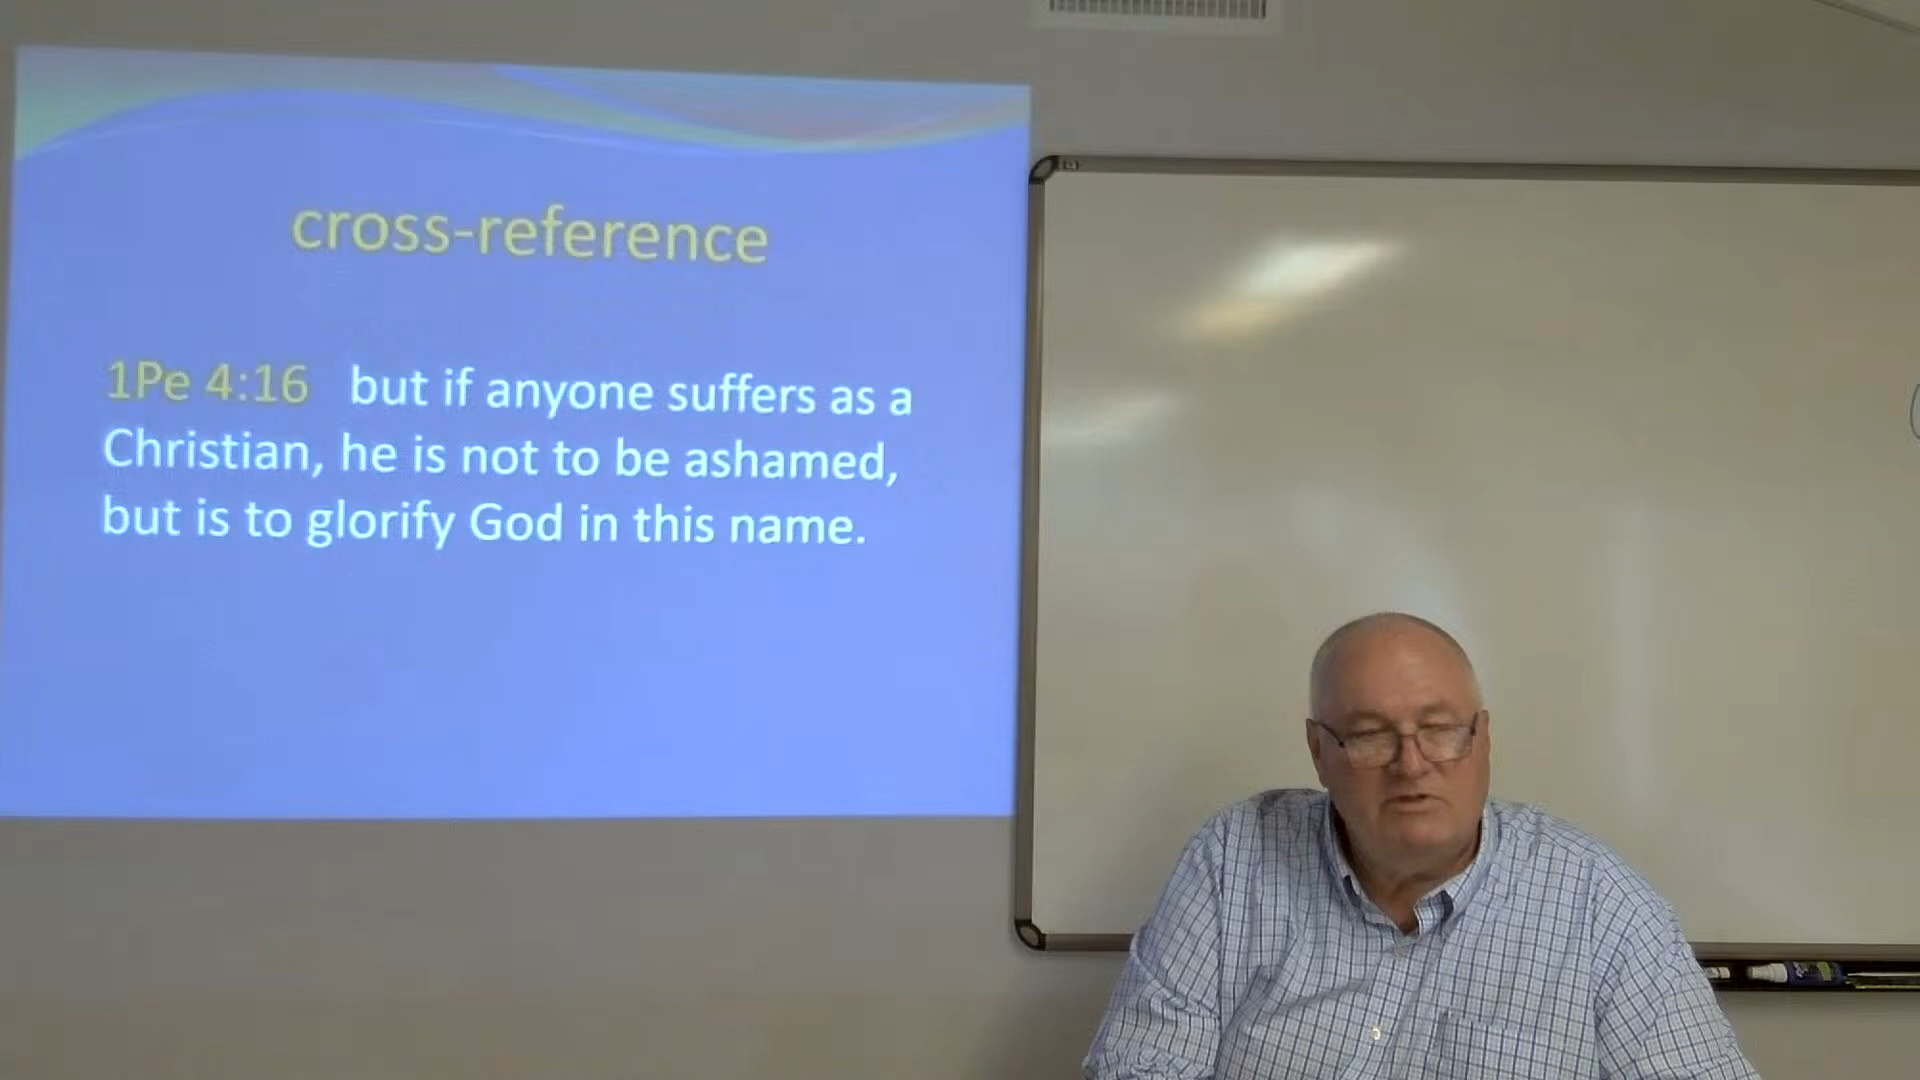 cross-reference
1Pe 4:16 but if anyone suffers as a
Christian, he is not to be ashamed,
but is to glorify God in this name.